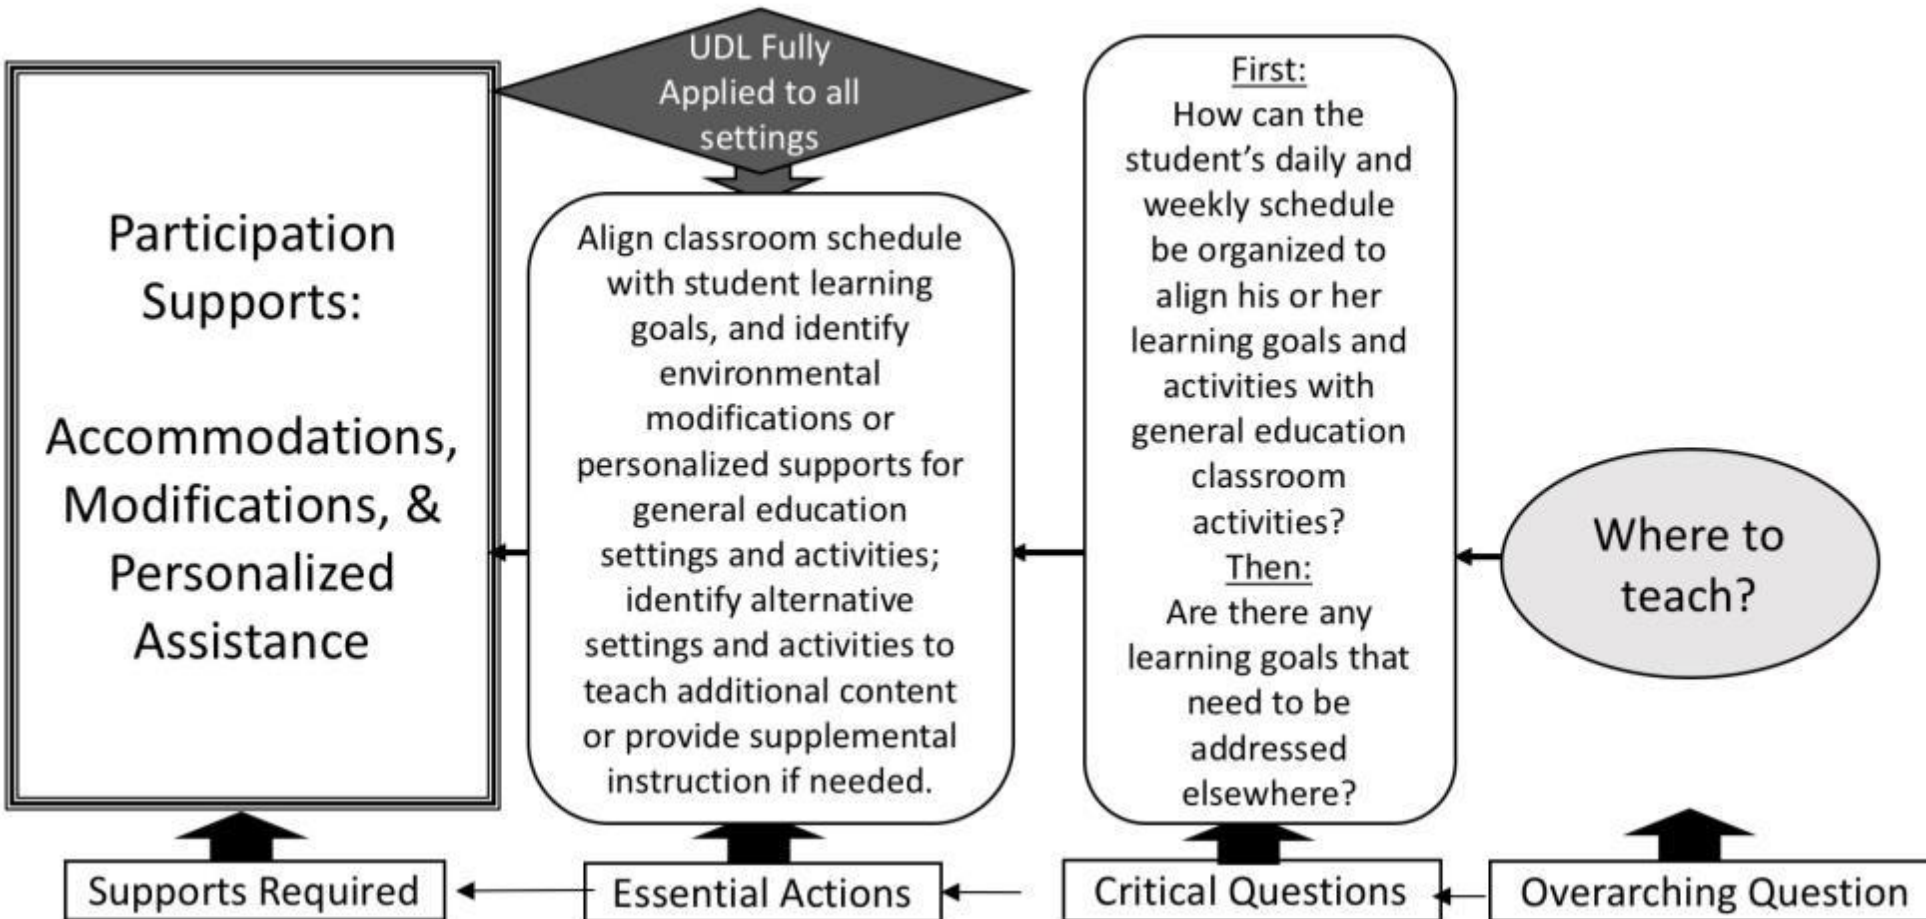 UDL Fully
Applied to all
settings
Participation
Supports:
Accommodations,
Modifications, &
Personalized
Assistance
Align classroom schedule
with student learning
goals, and identify
environmental
modifications or
personalized supports for
general education
settings and activities;
identify alternative
settings and activities to
teach additional content
or provide supplemental
instruction if needed.
First:
How can the
student’s daily and
weekly schedule
be organized to
align his or her
learning goals and
activities with
general education
classroom
activities?
Then:
Are there any
learning goals that
need to be
addressed
elsewhere?
Where to
teach?
Supports Required
Essential Actions
Critical Questions
Overarching Question